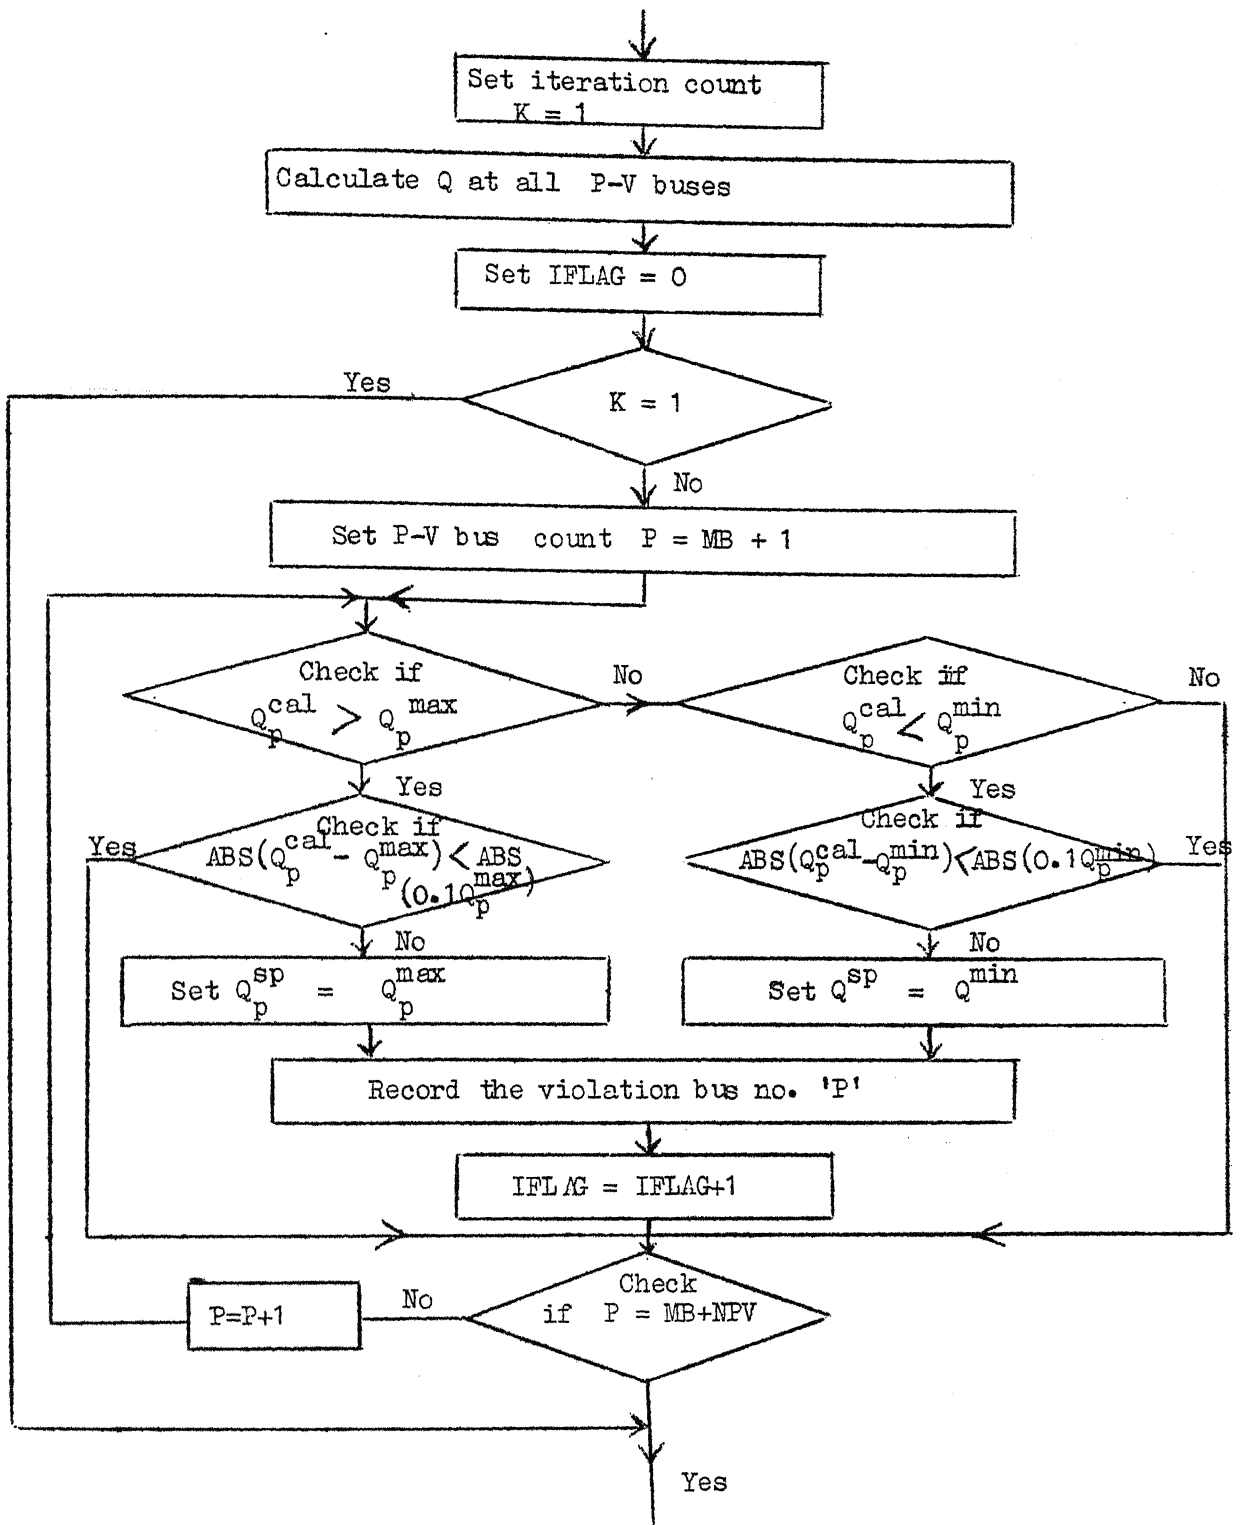 Set iteration count
K = 1
Calculate Q at all P-V buses
Set IFLAG = 0
Yes
K = 1
No
Set P-V bus count P = MB + 1
Check if
Q_p^cal > Q_p^max
No
Check if
Q_p^cal < Q_p^min
No
Yes
Yes
Yes
Check if
ABS(Q_p^cal - Q_p^max) < ABS
(0.1Q_p^max)
Check if
ABS(Q_p^cal-Q_p^min)<ABS(0.1Q_p^min)
Yes
No
No
Set Q_p^sp = Q_p^max
Set Q^sp = Q^min
Record the violation bus no. 'P'
IFLAG = IFLAG+1
Check
if P = MB+NPV
No
P=P+1
Yes